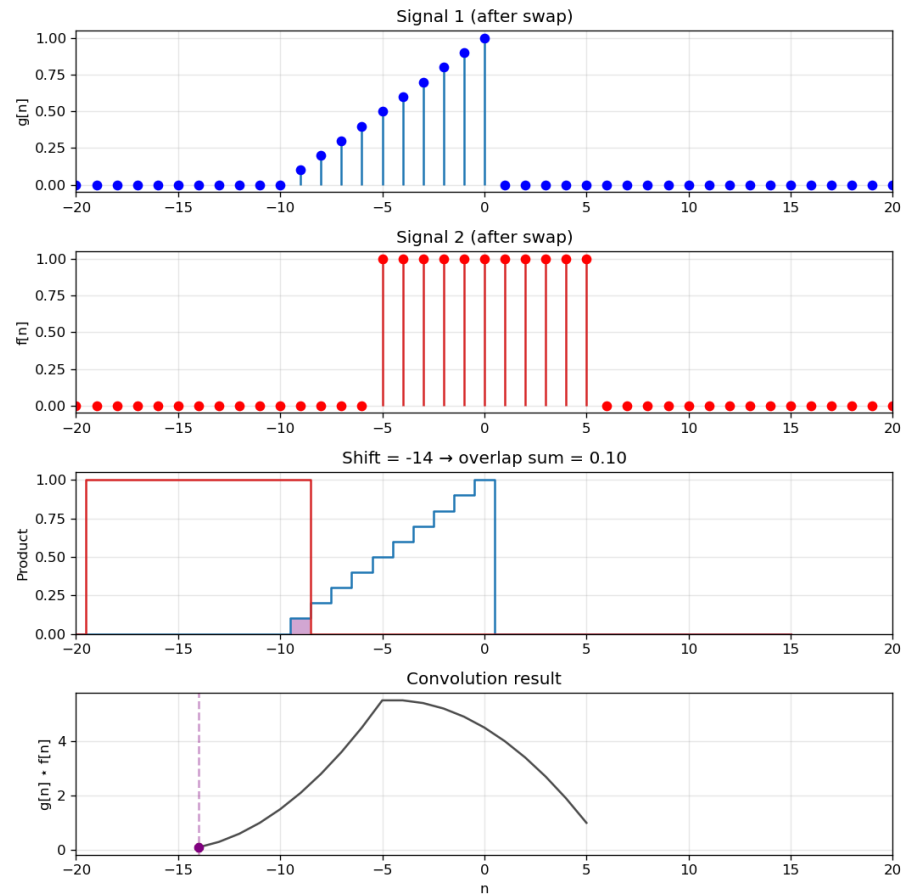 Signal 1 (after swap)
1.00
0.75
0.50
0.25
0.00
g[n]
−20 −15 −10 −5 0 5 10 15 20
Signal 2 (after swap)
1.00
0.75
0.50
0.25
0.00
f[n]
−20 −15 −10 −5 0 5 10 15 20
Shift = -14 → overlap sum = 0.10
1.00
0.75
0.50
0.25
0.00
Product
−20 −15 −10 −5 0 5 10 15 20
Convolution result
4
2
0
g[n] ⋆ f[n]
−20 −15 −10 −5 0 5 10 15 20
n